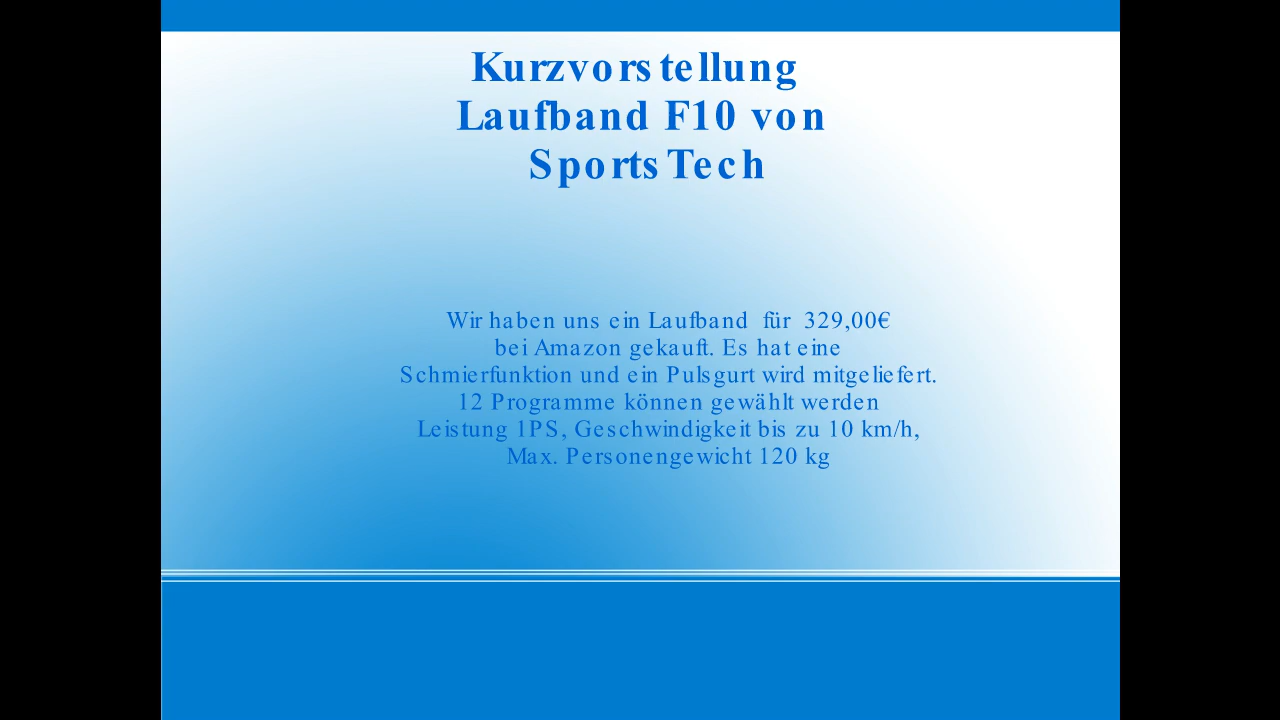 Kurzvorstellung
Laufband F10 von
SportsTech
Wir haben uns ein Laufband für 329,00€
bei Amazon gekauft. Es hat eine
Schmierfunktion und ein Pulsgurt wird mitgeliefert.
12 Programme können gewählt werden
Leistung 1PS, Geschwindigkeit bis zu 10 km/h,
Max. Personengewicht 120 kg